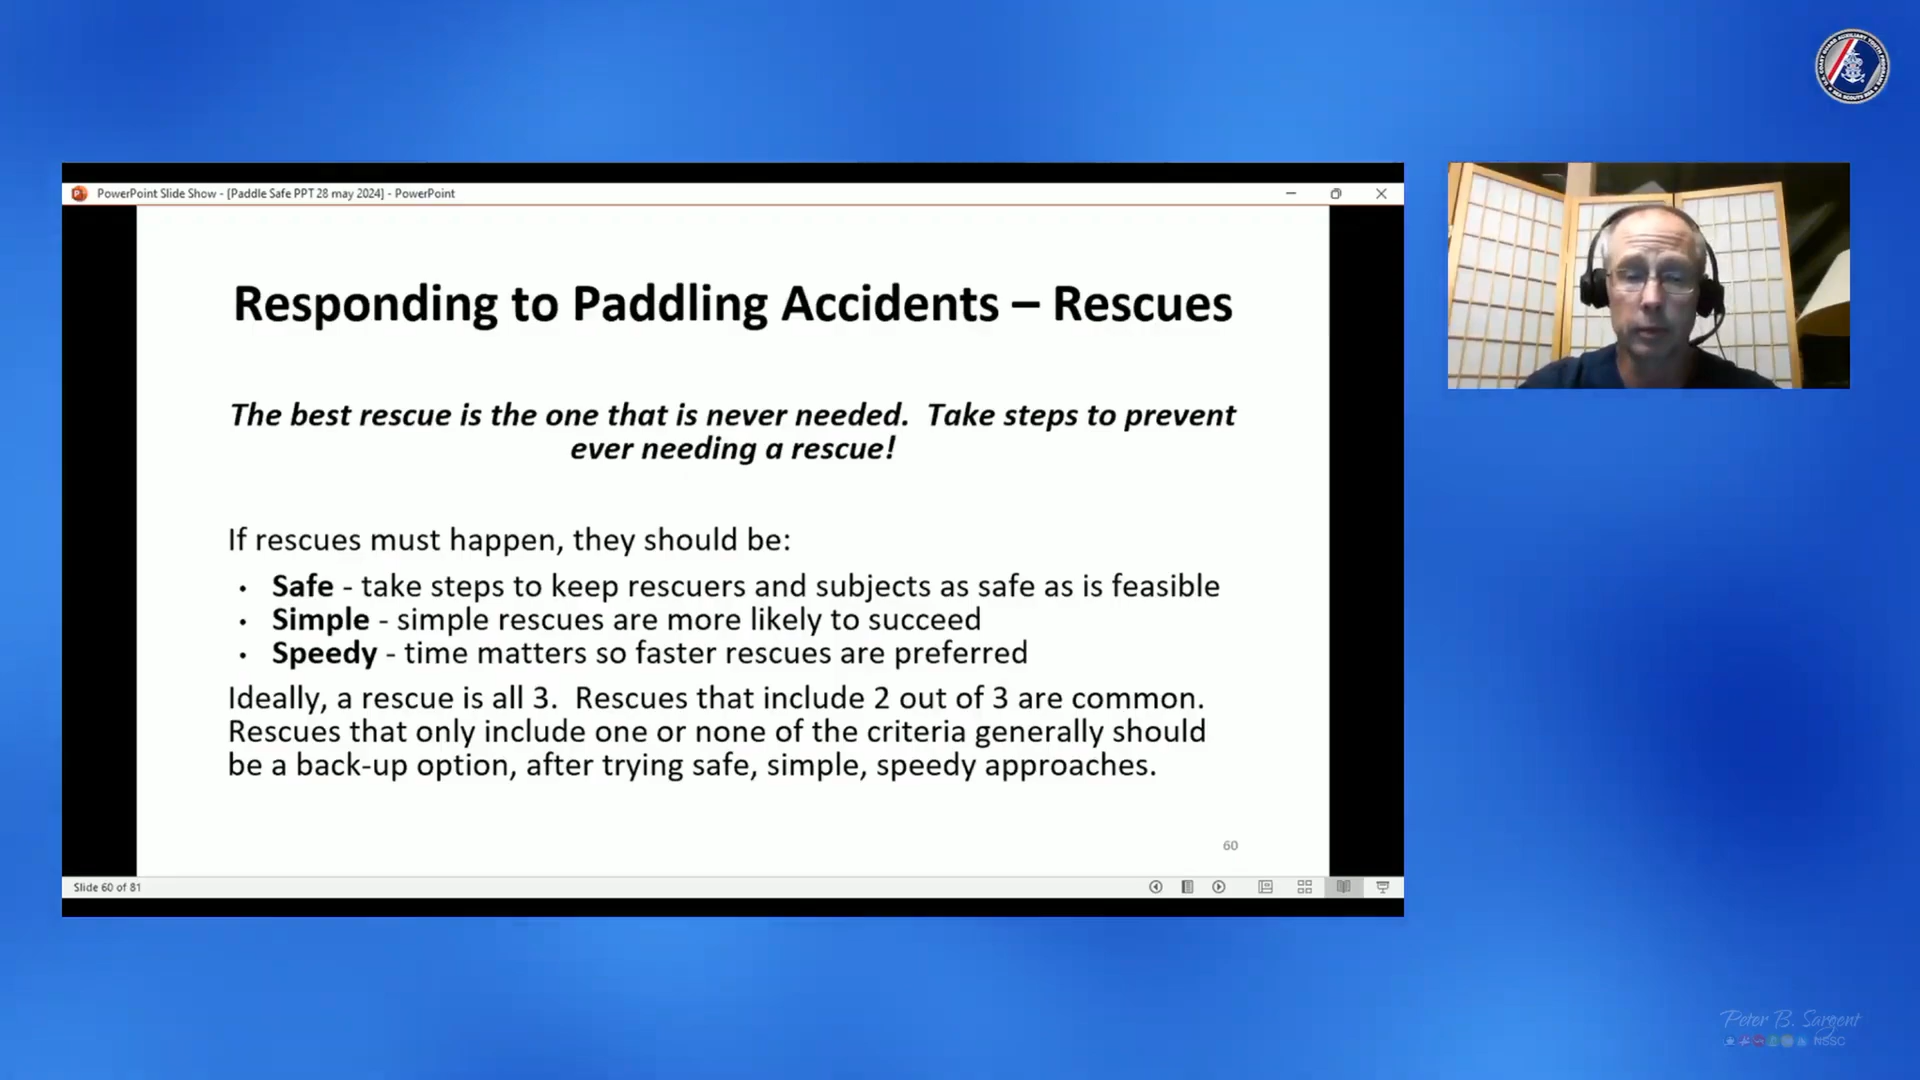 PowerPoint Slide Show - [Paddle Safe PPT 28 may 2024] - PowerPoint
Responding to Paddling Accidents – Rescues
The best rescue is the one that is never needed.  Take steps to prevent
ever needing a rescue!
If rescues must happen, they should be:
• Safe - take steps to keep rescuers and subjects as safe as is feasible
• Simple - simple rescues are more likely to succeed
• Speedy - time matters so faster rescues are preferred
Ideally, a rescue is all 3.  Rescues that include 2 out of 3 are common.
Rescues that only include one or none of the criteria generally should
be a back-up option, after trying safe, simple, speedy approaches.
60
Slide 60 of 81
Peter B. Sargent
NSSC